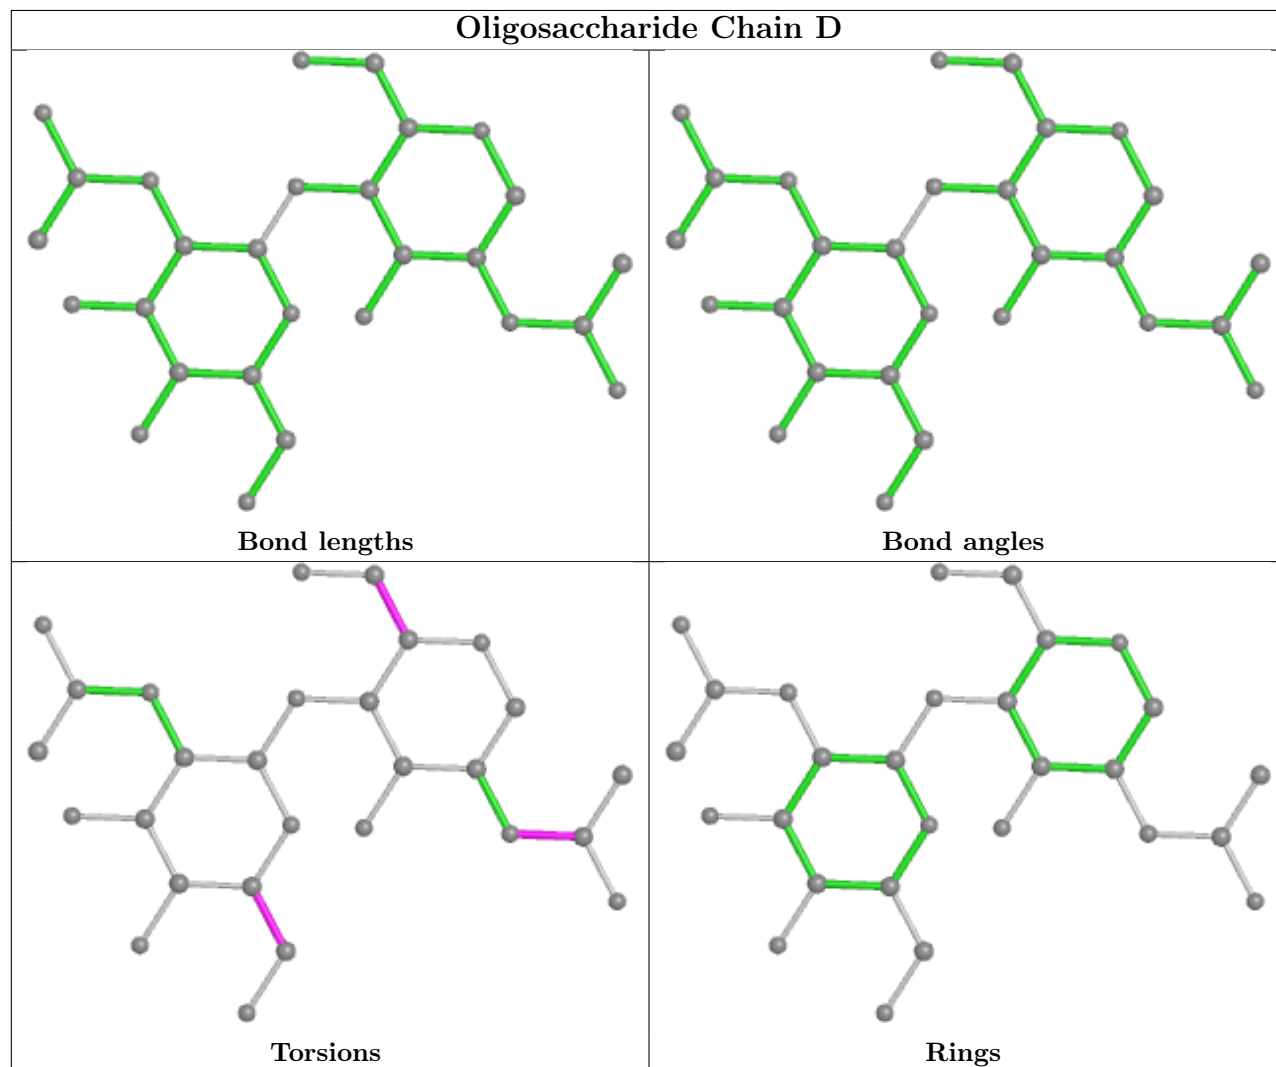 Oligosaccharide Chain D
Bond lengths
Bond angles
Torsions
Rings